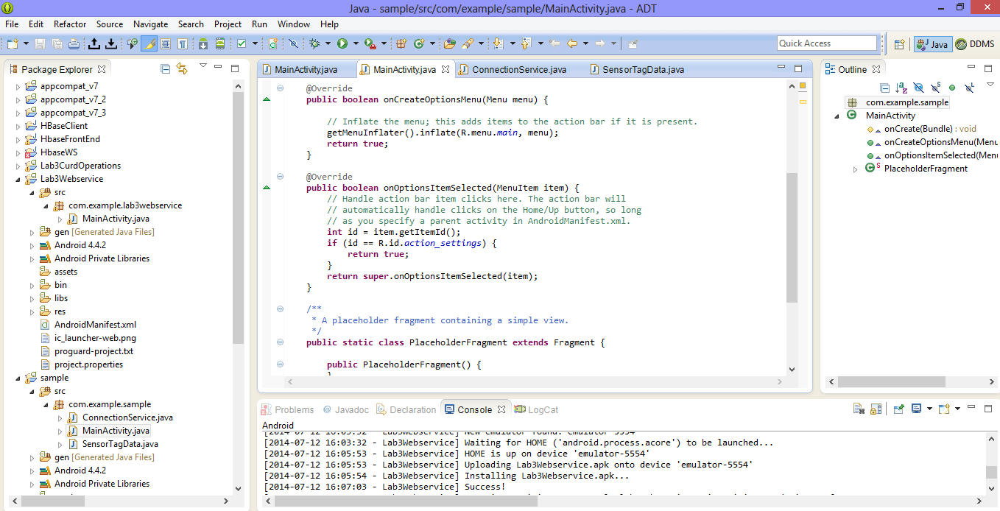 Java - sample/src/com/example/sample/MainActivity.java - ADT
File Edit Refactor Source Navigate Search Project Run Window Help
Quick Access
Java
DDMS
Package Explorer
appcompat_v7
appcompat_v7_2
appcompat_v7_3
HBaseClient
HbaseFrontEnd
HbaseWS
Lab3CurdOperations
Lab3Webservice
src
com.example.lab3webservice
MainActivity.java
gen [Generated Java Files]
Android 4.4.2
Android Private Libraries
assets
bin
libs
res
AndroidManifest.xml
ic_launcher-web.png
proguard-project.txt
project.properties
sample
src
com.example.sample
ConnectionService.java
MainActivity.java
SensorTagData.java
gen [Generated Java Files]
Android 4.4.2
Android Private Libraries
MainActivity.java MainActivity.java ConnectionService.java SensorTagData.java
@Override
public boolean onCreateOptionsMenu(Menu menu) {
// Inflate the menu; this adds items to the action bar if it is present.
getMenuInflater().inflate(R.menu.main, menu);
return true;
}
@Override
public boolean onOptionsItemSelected(MenuItem item) {
// Handle action bar item clicks here. The action bar will
// automatically handle clicks on the Home/Up button, so long
// as you specify a parent activity in AndroidManifest.xml.
int id = item.getItemId();
if (id == R.id.action_settings) {
return true;
}
return super.onOptionsItemSelected(item);
}
/**
* A placeholder fragment containing a simple view.
*/
public static class PlaceholderFragment extends Fragment {
public PlaceholderFragment() {
Outline
com.example.sample
MainActivity
onCreate(Bundle) : void
onCreateOptionsMenu(Menu
onOptionsItemSelected(Menu
PlaceholderFragment
Problems @ Javadoc Declaration Console LogCat
Android
[2014-07-12 16:03:32 - Lab3Webservice] New emulator found: emulator-5554
[2014-07-12 16:03:32 - Lab3Webservice] Waiting for HOME ('android.process.acore') to be launched...
[2014-07-12 16:05:53 - Lab3Webservice] HOME is up on device 'emulator-5554'
[2014-07-12 16:05:53 - Lab3Webservice] Uploading Lab3Webservice.apk onto device 'emulator-5554'
[2014-07-12 16:05:54 - Lab3Webservice] Installing Lab3Webservice.apk...
[2014-07-12 16:07:03 - Lab3Webservice] Success!